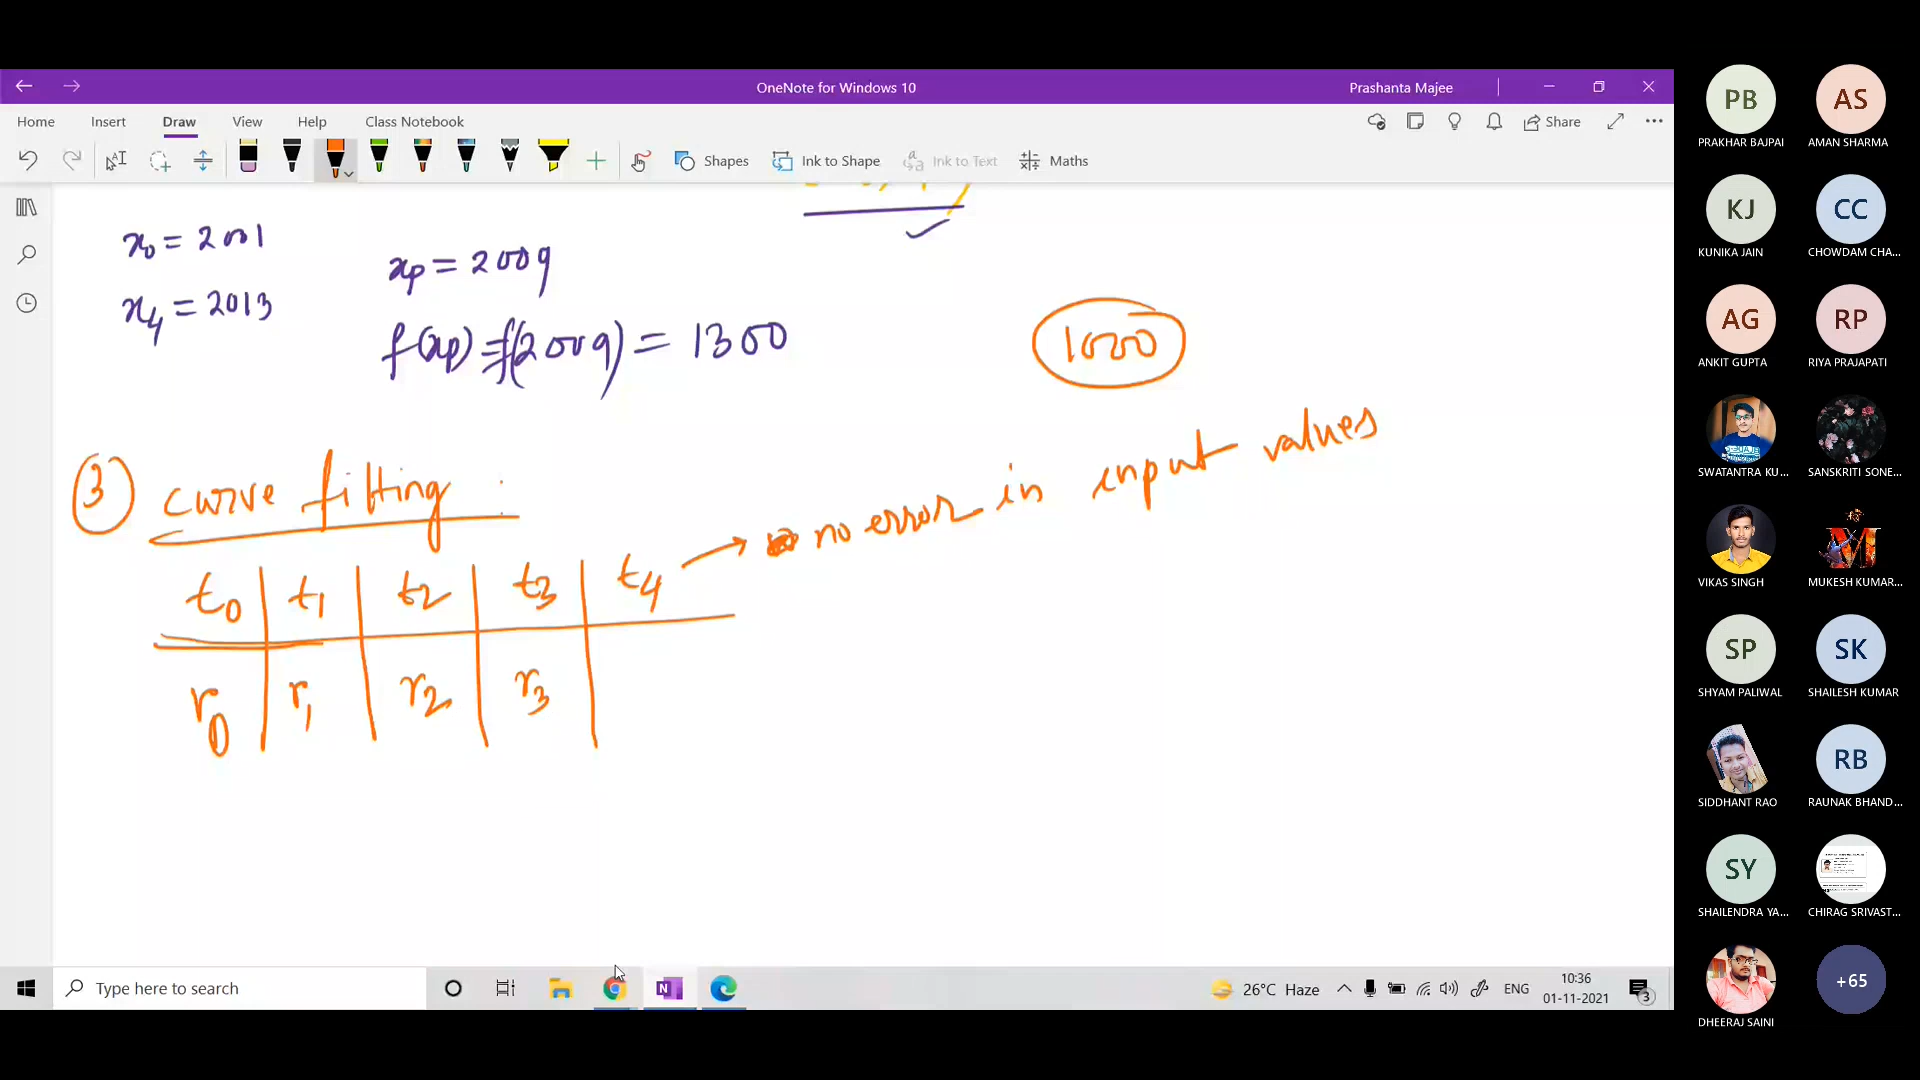 OneNote for Windows 10
Prashanta Majee
Home Insert Draw View Help Class Notebook
Share
Shapes Ink to Shape Ink to Text Maths
x₀ = 2001
x₄ = 2013
xp = 2009
f(xp) = f(2009) = 1300
1000
③ curve fitting :
t₀ t₁ t₂ t₃ t₄ → no error in input values
r₀ r₁ r₂ r₃
Type here to search
26°C Haze
ENG
10:36
01-11-2021
3
PB
PRAKHAR BAJPAI
AS
AMAN SHARMA
KJ
KUNIKA JAIN
CC
CHOWDAM CHA...
AG
ANKIT GUPTA
RP
RIYA PRAJAPATI
SWATANTRA KU...
SANSKRITI SONE...
VIKAS SINGH
MUKESH KUMAR...
SP
SHYAM PALIWAL
SK
SHAILESH KUMAR
SIDDHANT RAO
RB
RAUNAK BHAND...
SY
SHAILENDRA YA...
CHIRAG SRIVAST...
DHEERAJ SAINI
+65